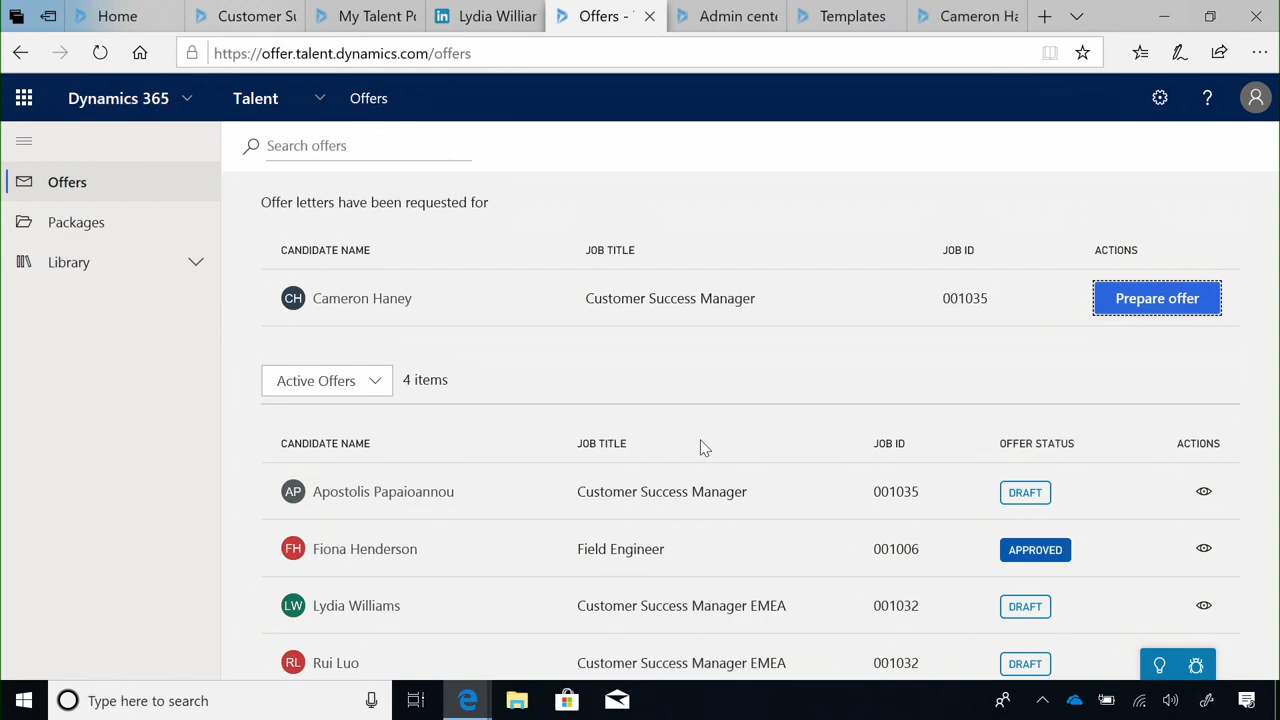 Home
Customer Su
My Talent Po
in Lydia Williar
Offers -
Admin cente
Templates
Cameron Ha
https://offer.talent.dynamics.com/offers
Dynamics 365
Talent
Offers
?
Search offers
Offers
Packages
Library
Offer letters have been requested for
CANDIDATE NAME JOB TITLE JOB ID ACTIONS
CH Cameron Haney Customer Success Manager 001035 Prepare offer
Active Offers 4 items
CANDIDATE NAME JOB TITLE JOB ID OFFER STATUS ACTIONS
AP Apostolis Papaioannou Customer Success Manager 001035 DRAFT
FH Fiona Henderson Field Engineer 001006 APPROVED
LW Lydia Williams Customer Success Manager EMEA 001032 DRAFT
RL Rui Luo Customer Success Manager EMEA 001032 DRAFT
Type here to search